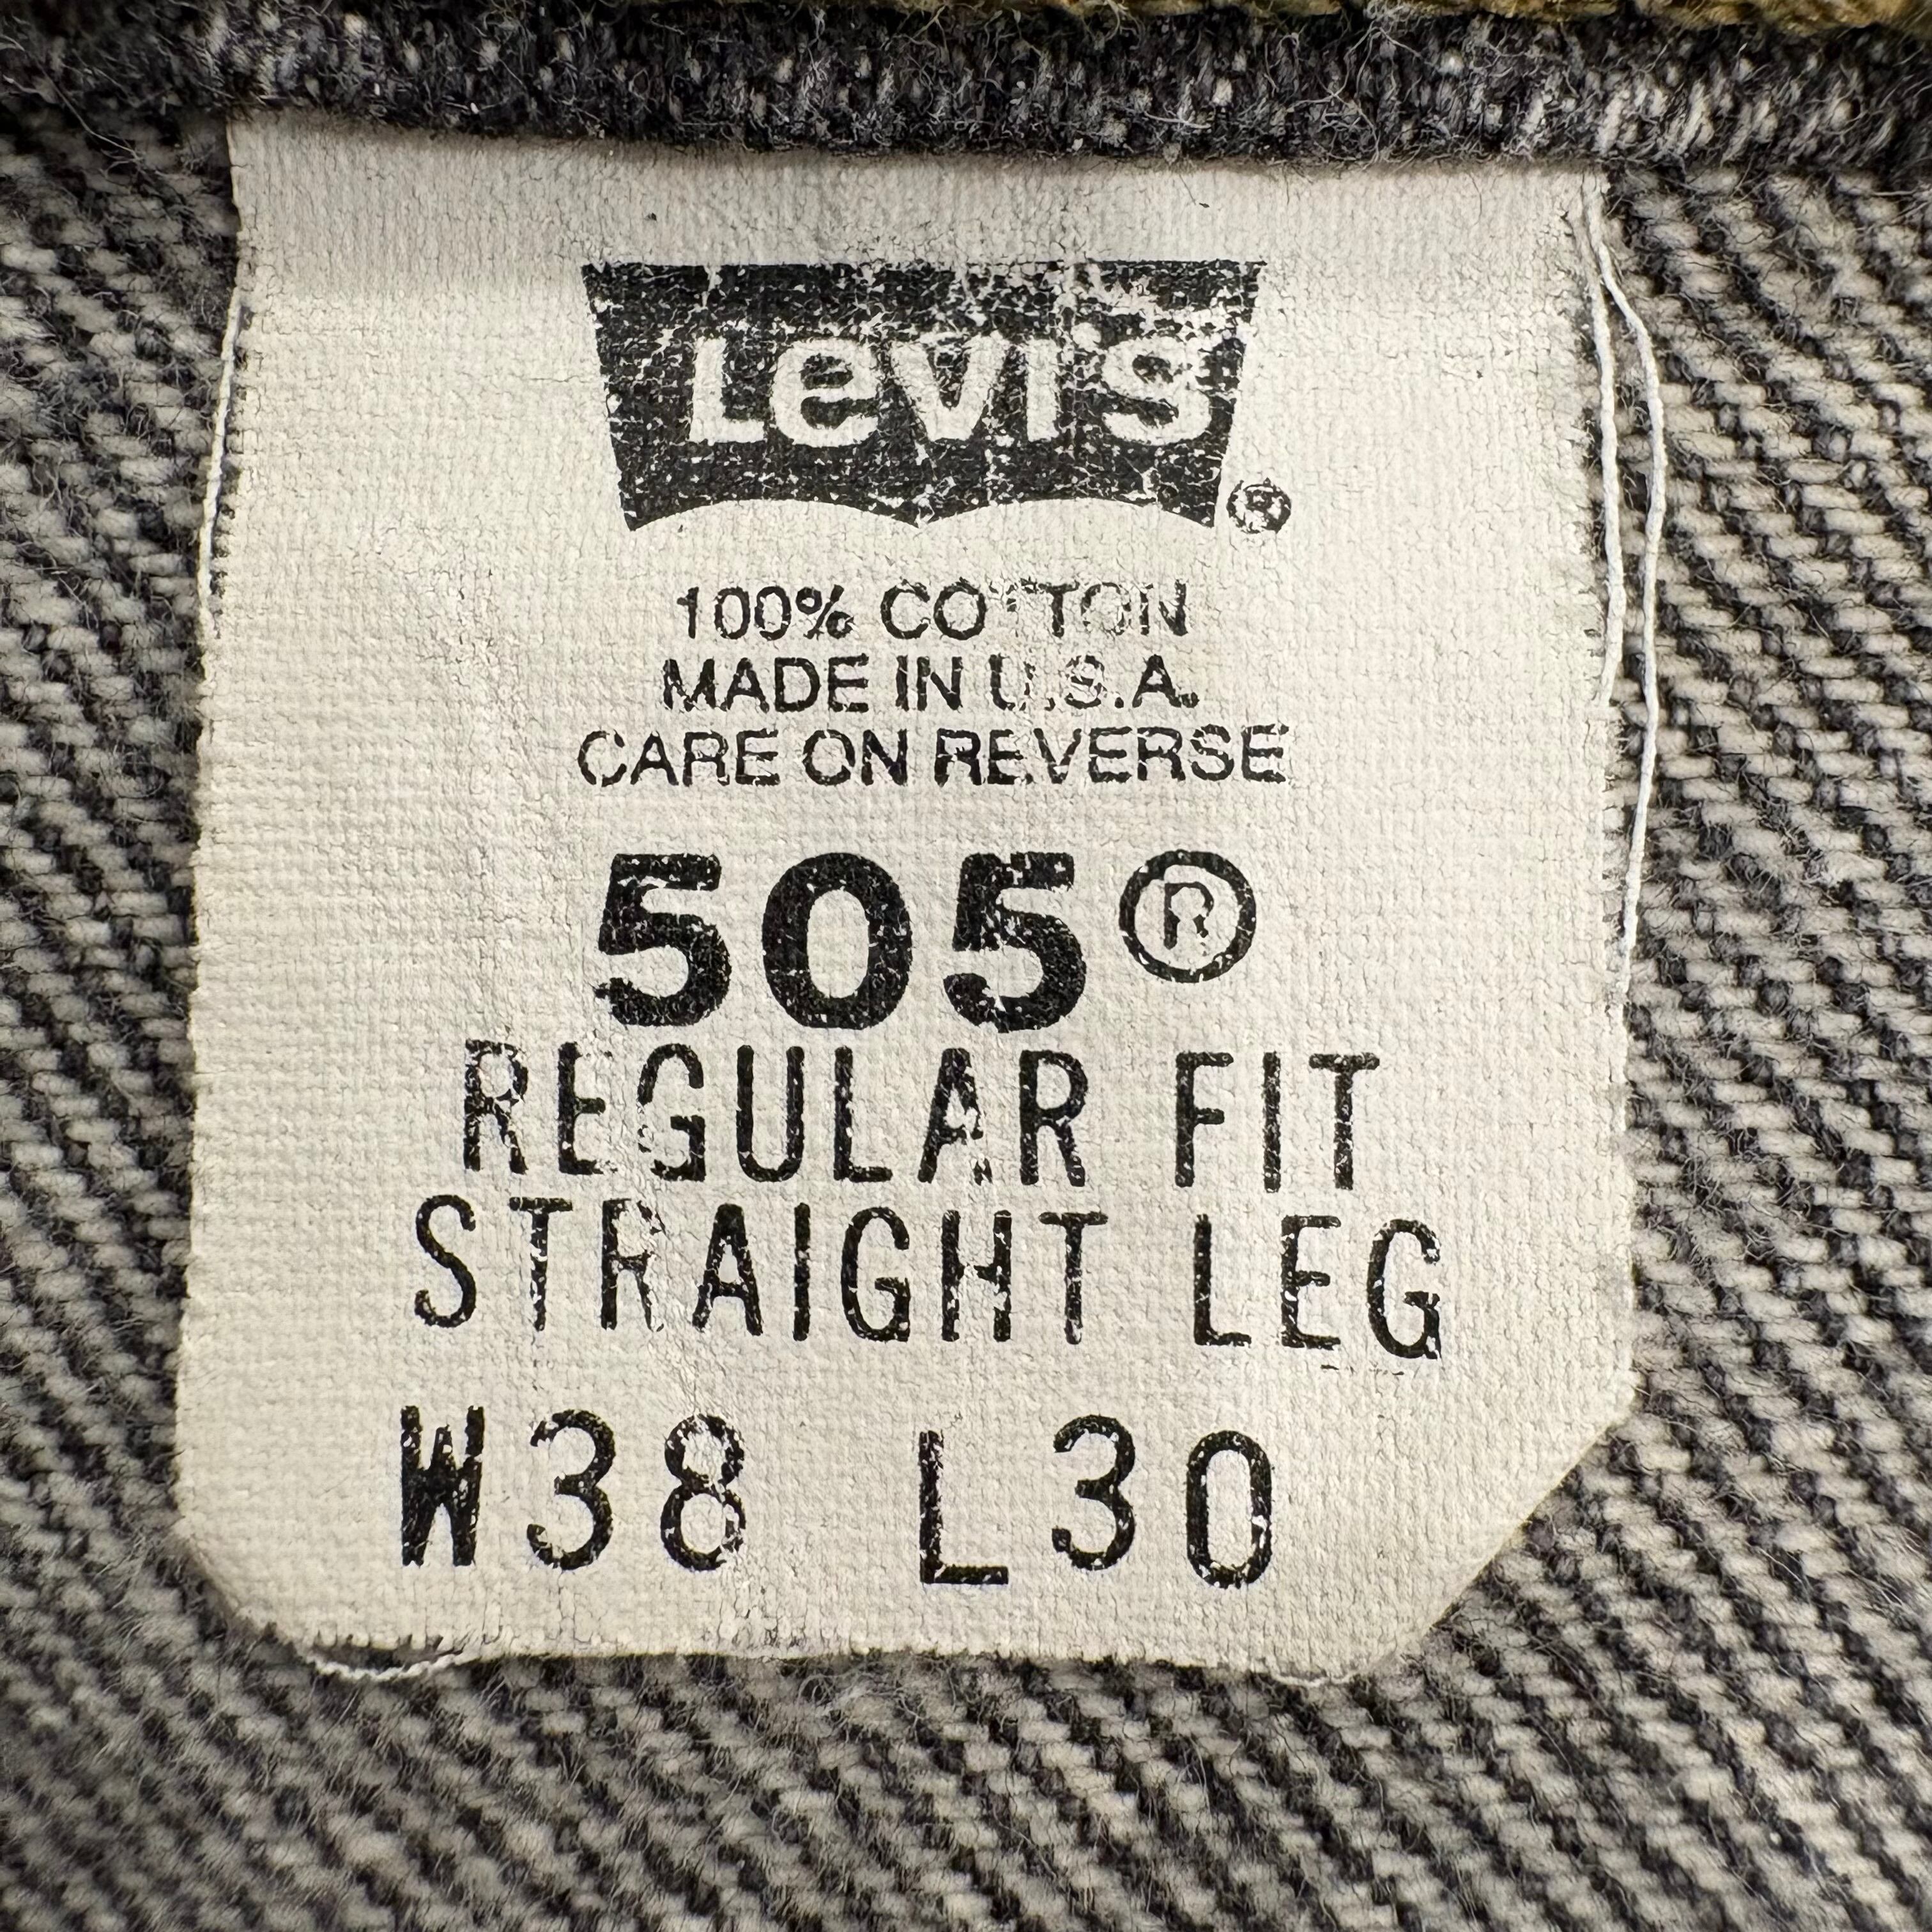 Levi's ®
100% COTTON
MADE IN U.S.A.
CARE ON REVERSE
505®
REGULAR FIT
STRAIGHT LEG
W38 L30